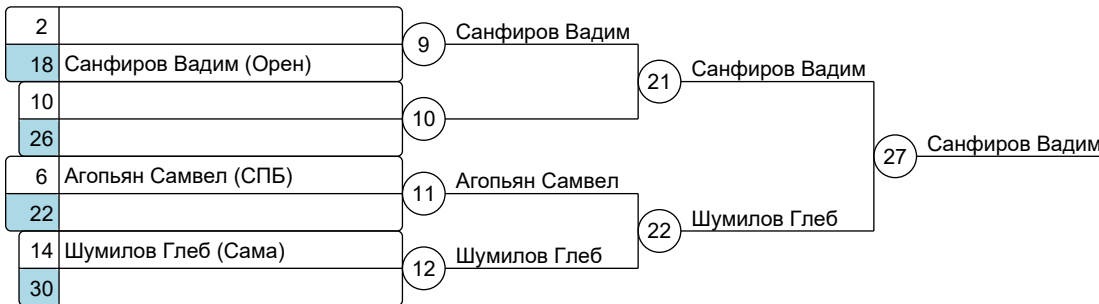 2
Санфиров Вадим
9
18 Санфиров Вадим (Орен)
Санфиров Вадим
21
10
10
26
Санфиров Вадим
27
6 Агопьян Самвел (СПБ)
Агопьян Самвел
11
22
Шумилов Глеб
22
14 Шумилов Глеб (Сама)
Шумилов Глеб
12
30